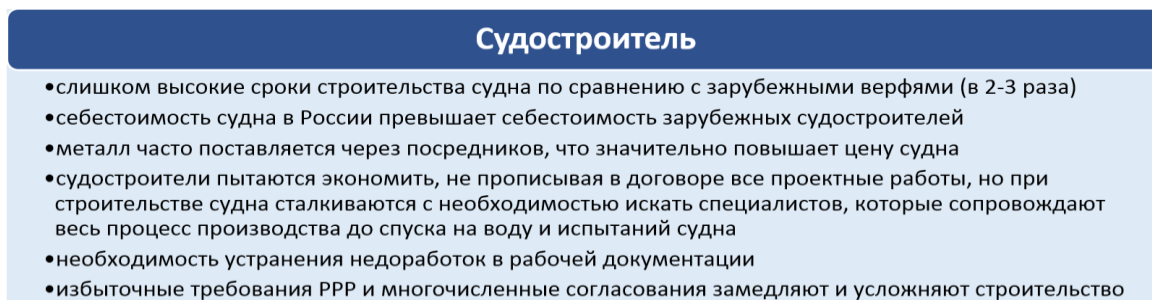 Судостроитель
•слишком высокие сроки строительства судна по сравнению с зарубежными верфями (в 2-3 раза)
•себестоимость судна в России превышает себестоимость зарубежных судостроителей
•металл часто поставляется через посредников, что значительно повышает цену судна
•судостроители пытаются экономить, не прописывая в договоре все проектные работы, но при
строительстве судна сталкиваются с необходимостью искать специалистов, которые сопровождают
весь процесс производства до спуска на воду и испытаний судна
•необходимость устранения недоработок в рабочей документации
•избыточные требования РРР и многочисленные согласования замедляют и усложняют строительство